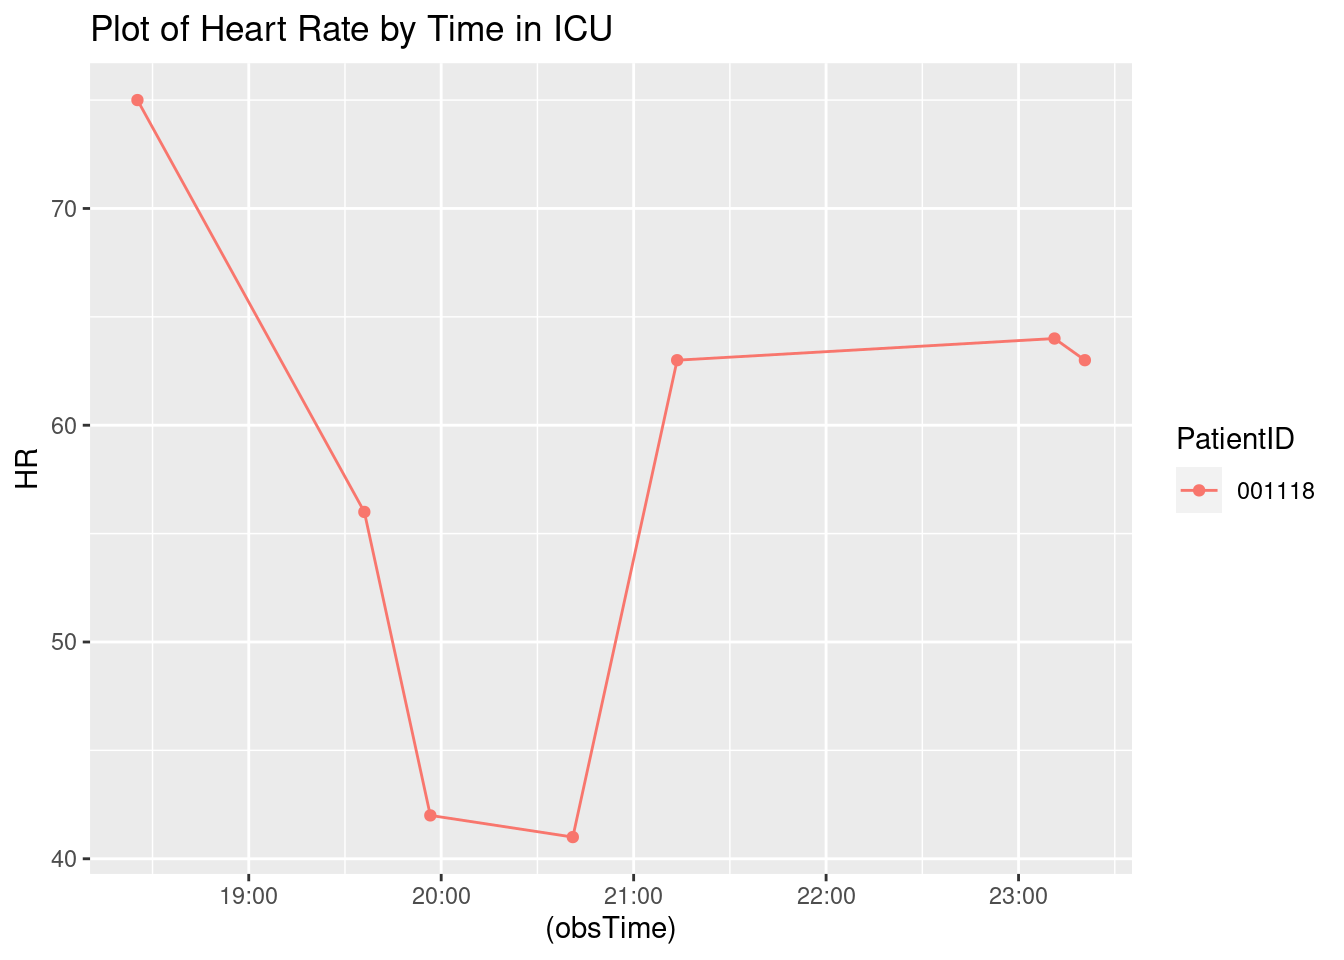 Plot of Heart Rate by Time in ICU
70
60
50
40
HR
19:00 20:00 21:00 22:00 23:00
(obsTime)
PatientID
001118